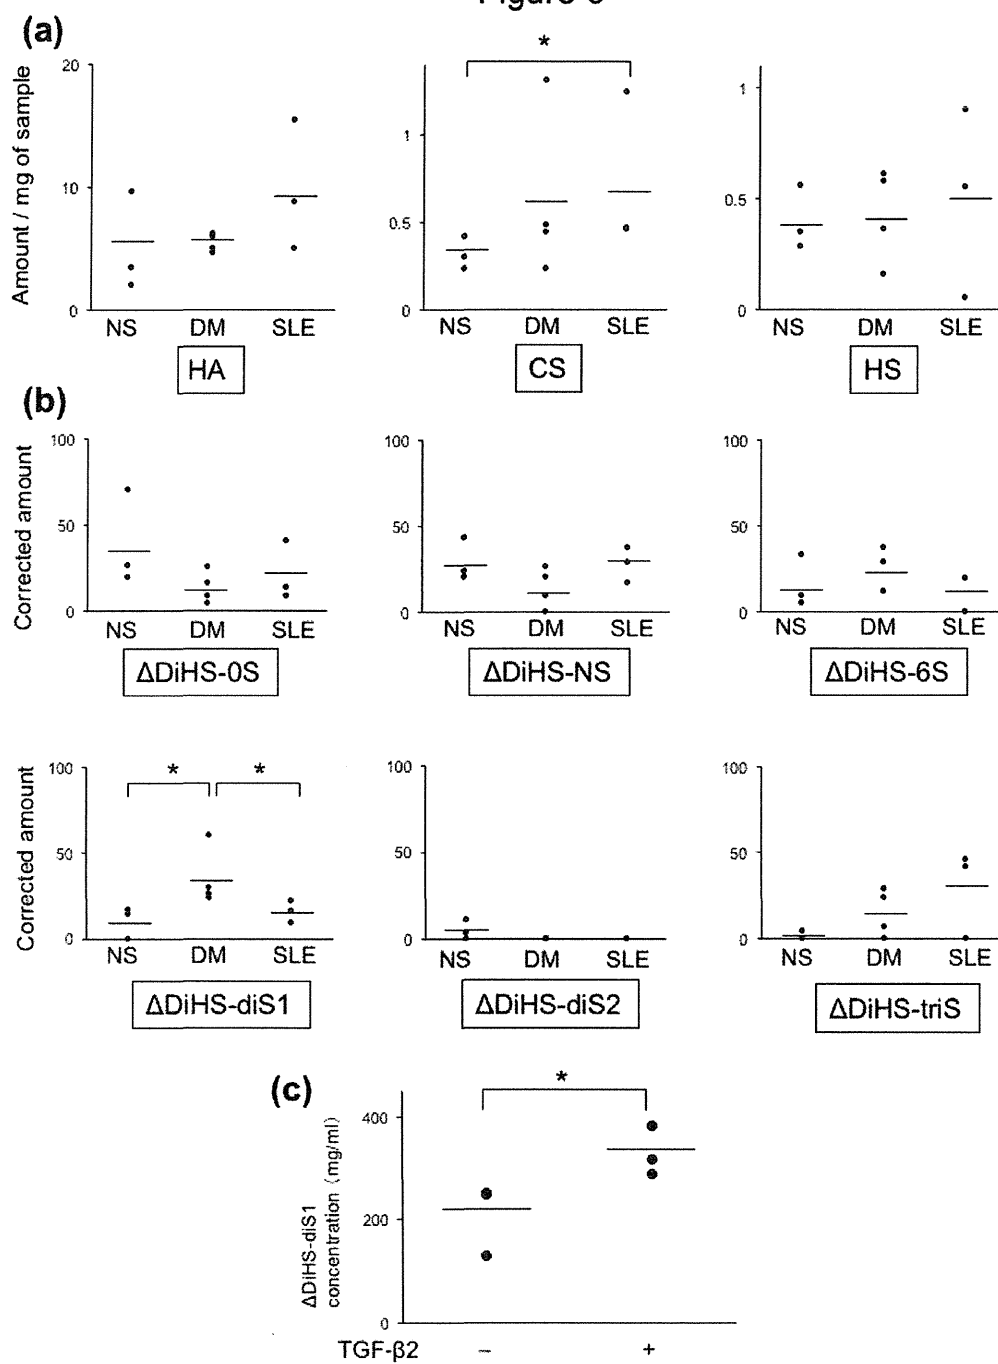 (a)
*
Amount / mg of sample
20
10
0
NS DM SLE
HA
1
0.5
0
NS DM SLE
CS
1
0.5
0
NS DM SLE
HS
(b)
Corrected amount
100
50
0
NS DM SLE
ΔDiHS-0S
100
50
0
NS DM SLE
ΔDiHS-NS
100
50
0
NS DM SLE
ΔDiHS-6S
Corrected amount
100
50
0
* *
NS DM SLE
ΔDiHS-diS1
100
50
0
NS DM SLE
ΔDiHS-diS2
100
50
0
NS DM SLE
ΔDiHS-triS
(c)
*
ΔDiHS-diS1
concentration (mg/ml)
400
200
0
TGF-β2 – +